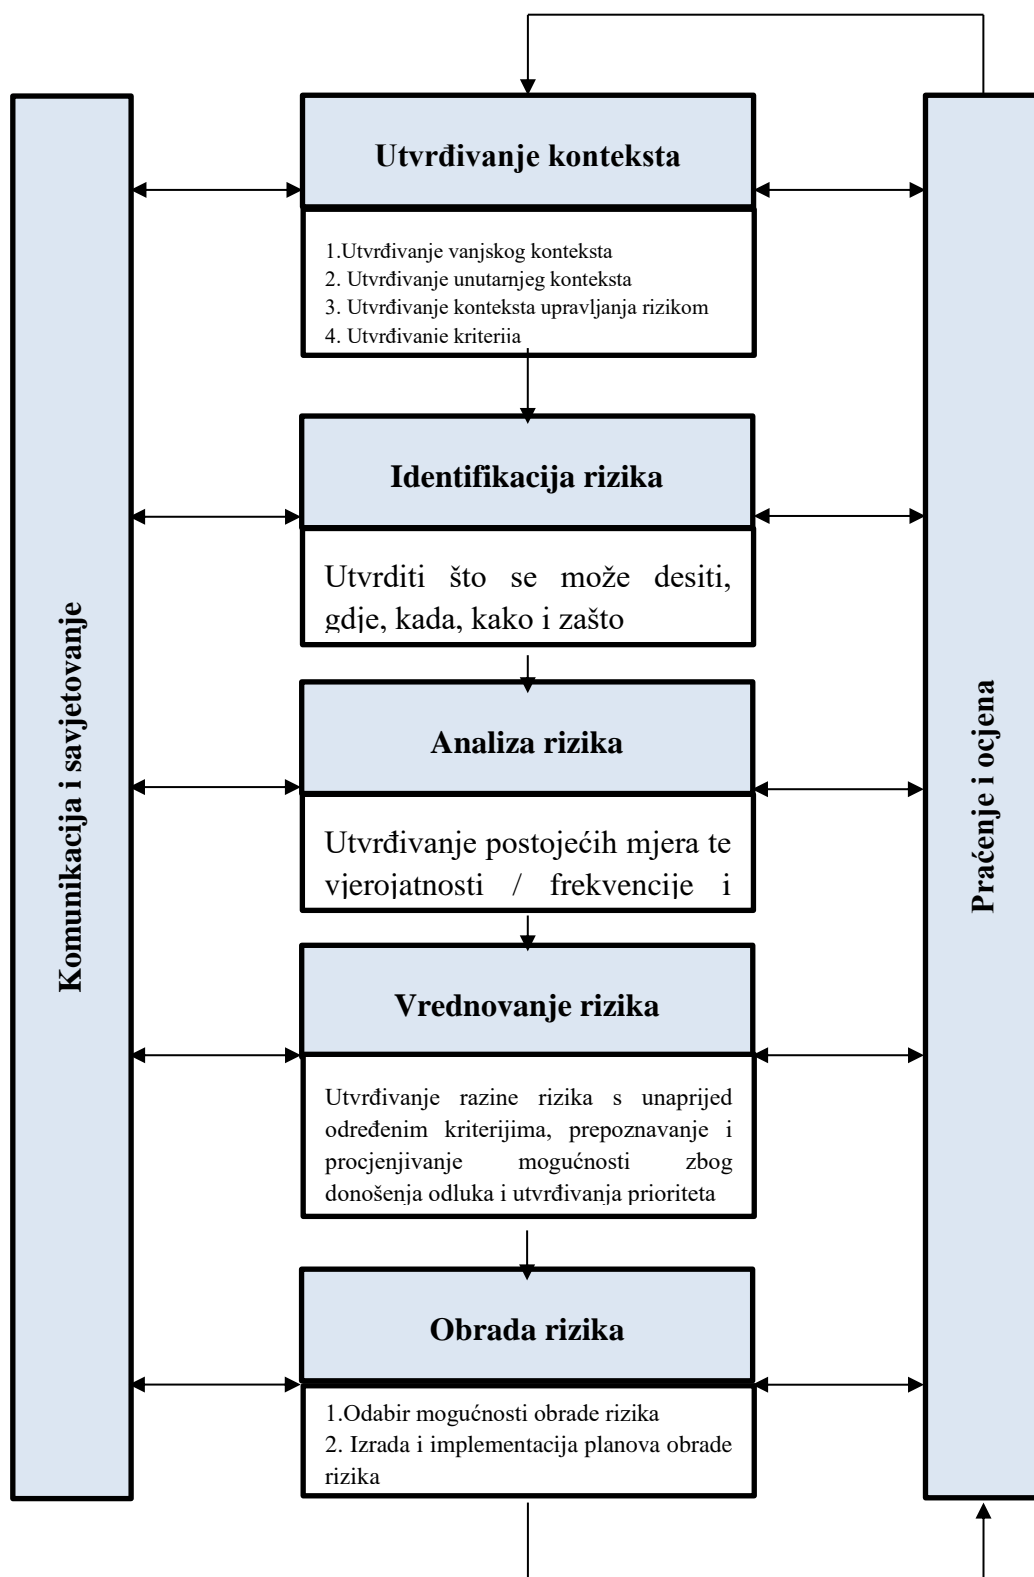 Utvrđivanje konteksta
1.Utvrđivanje vanjskog konteksta
2. Utvrđivanje unutarnjeg konteksta
3. Utvrđivanje konteksta upravljanja rizikom
4. Utvrđivanje kriterija
Identifikacija rizika
Utvrditi što se može desiti,
gdje, kada, kako i zašto
Analiza rizika
Utvrđivanje postojećih mjera te
vjerojatnosti / frekvencije i
Vrednovanje rizika
Utvrđivanje razine rizika s unaprijed
određenim kriterijima, prepoznavanje i
procjenjivanje mogućnosti zbog
donošenja odluka i utvrđivanja prioriteta
Obrada rizika
1.Odabir mogućnosti obrade rizika
2. Izrada i implementacija planova obrade
rizika
Komunikacija i savjetovanje
Praćenje i ocjena